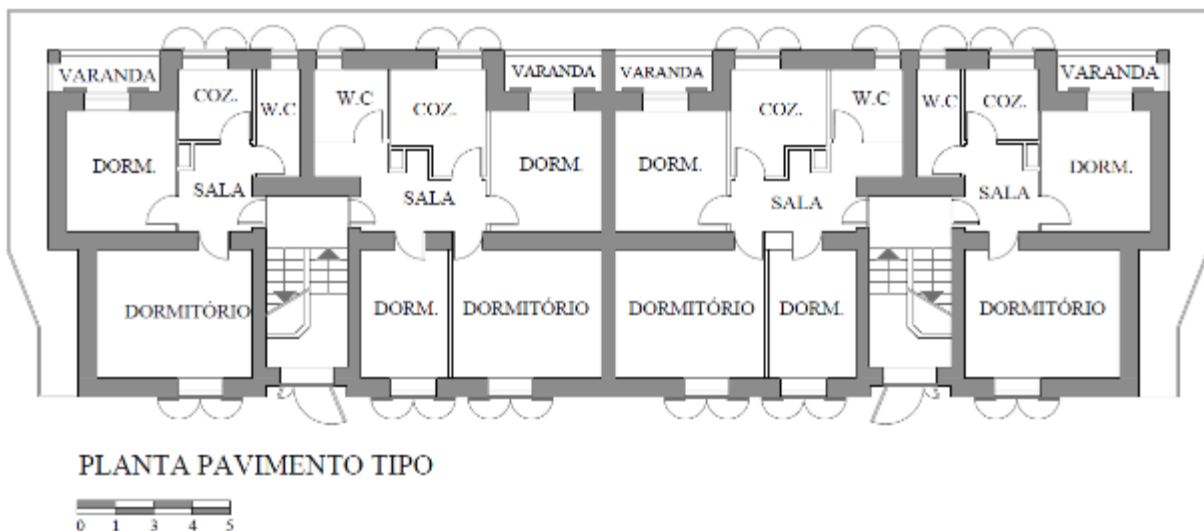 VARANDA COZ. W.C W.C COZ. VARANDA VARANDA COZ. W.C W.C COZ. VARANDA
DORM. SALA SALA DORM. DORM. SALA SALA DORM.
DORMITÓRIO DORM. DORMITÓRIO DORMITÓRIO DORM. DORMITÓRIO
PLANTA PAVIMENTO TIPO
0 1 3 4 5